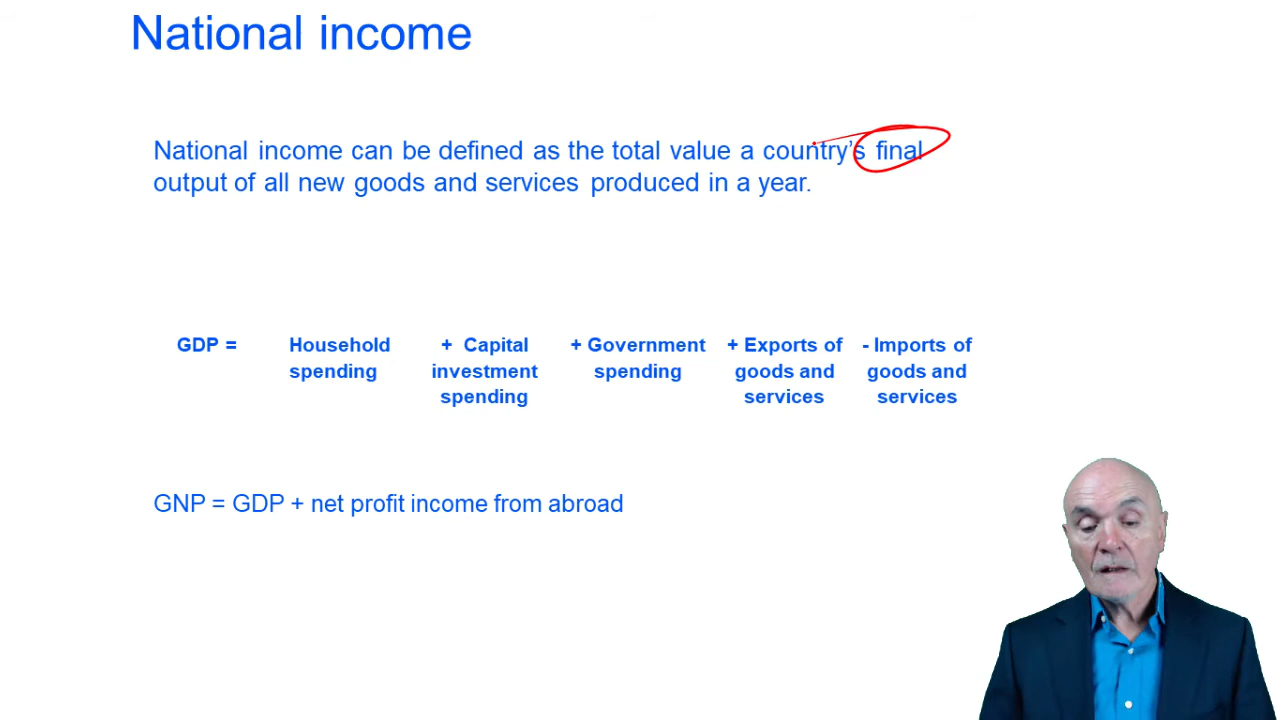 National income
National income can be defined as the total value a country’s final
output of all new goods and services produced in a year.
GDP = Household + Capital + Government + Exports of - Imports of
spending investment spending goods and goods and
spending services services
GNP = GDP + net profit income from abroad